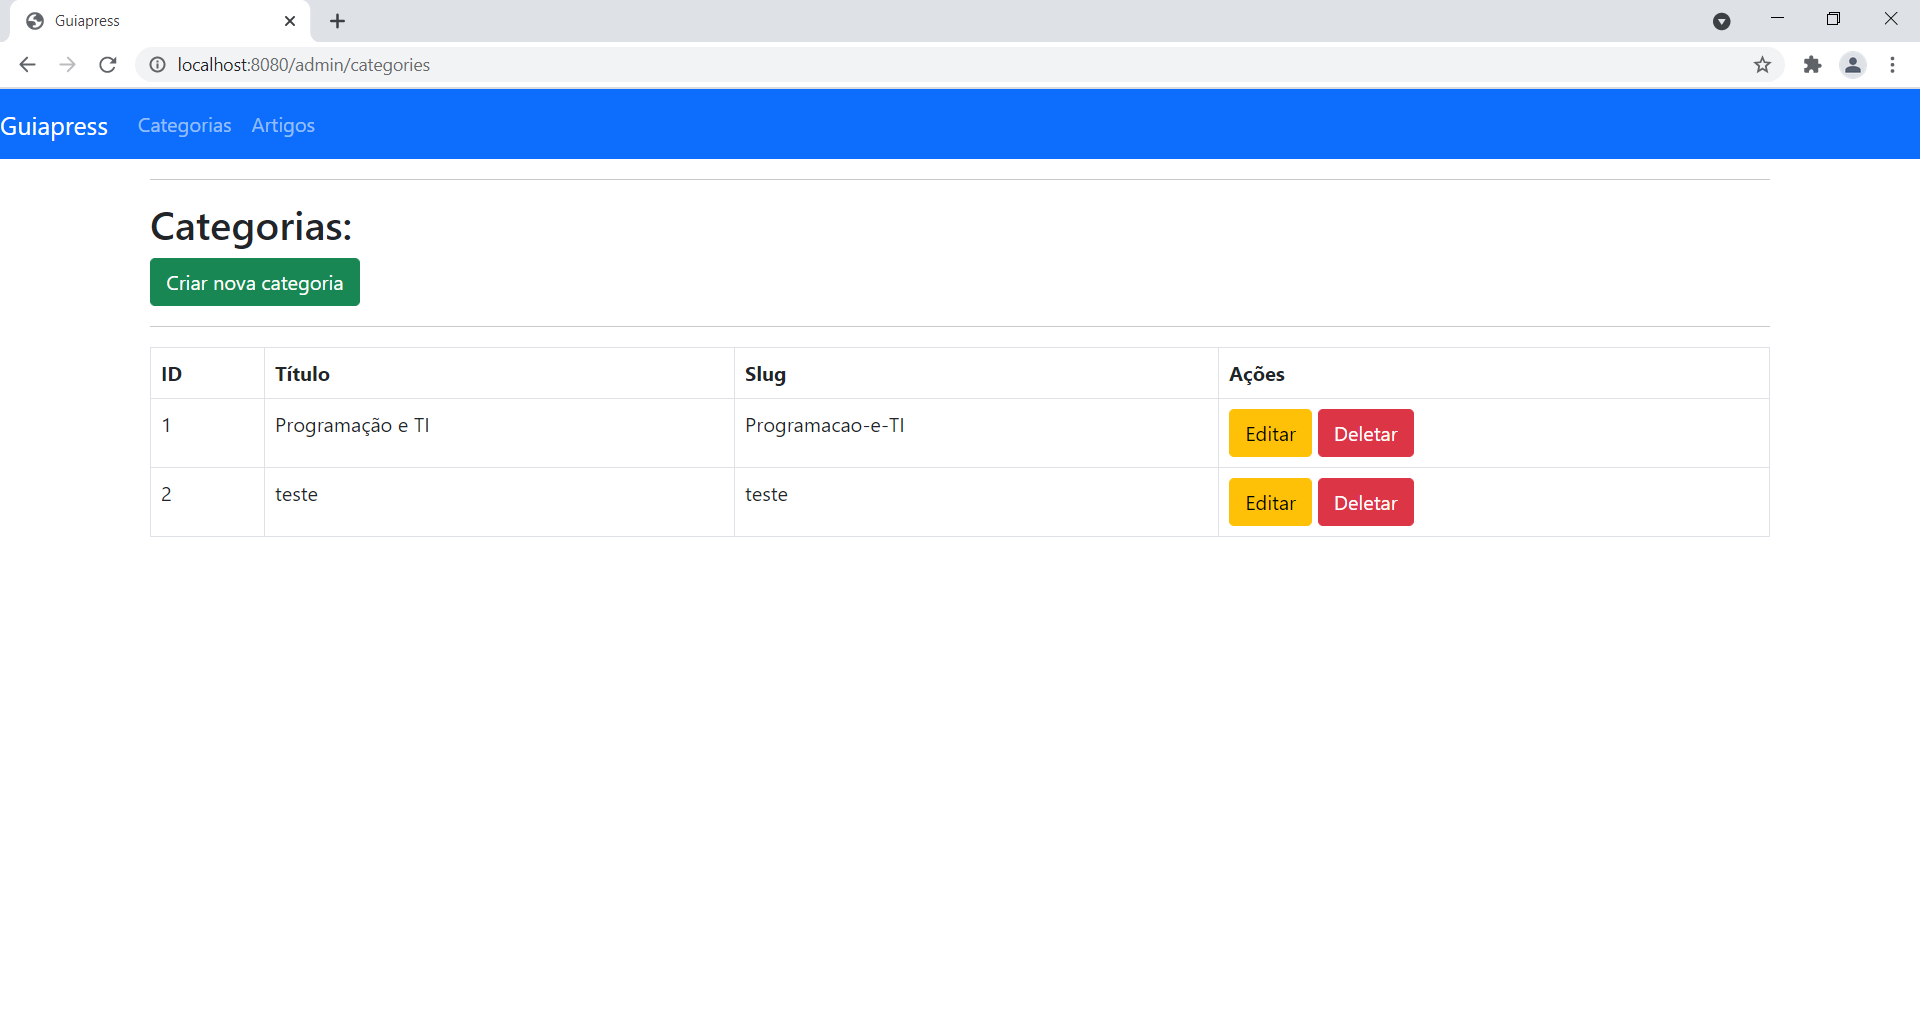 Guiapress
localhost:8080/admin/categories
Guiapress Categorias Artigos
Categorias:
Criar nova categoria
ID Título Slug Ações
1 Programação e TI Programacao-e-TI Editar Deletar
2 teste teste Editar Deletar